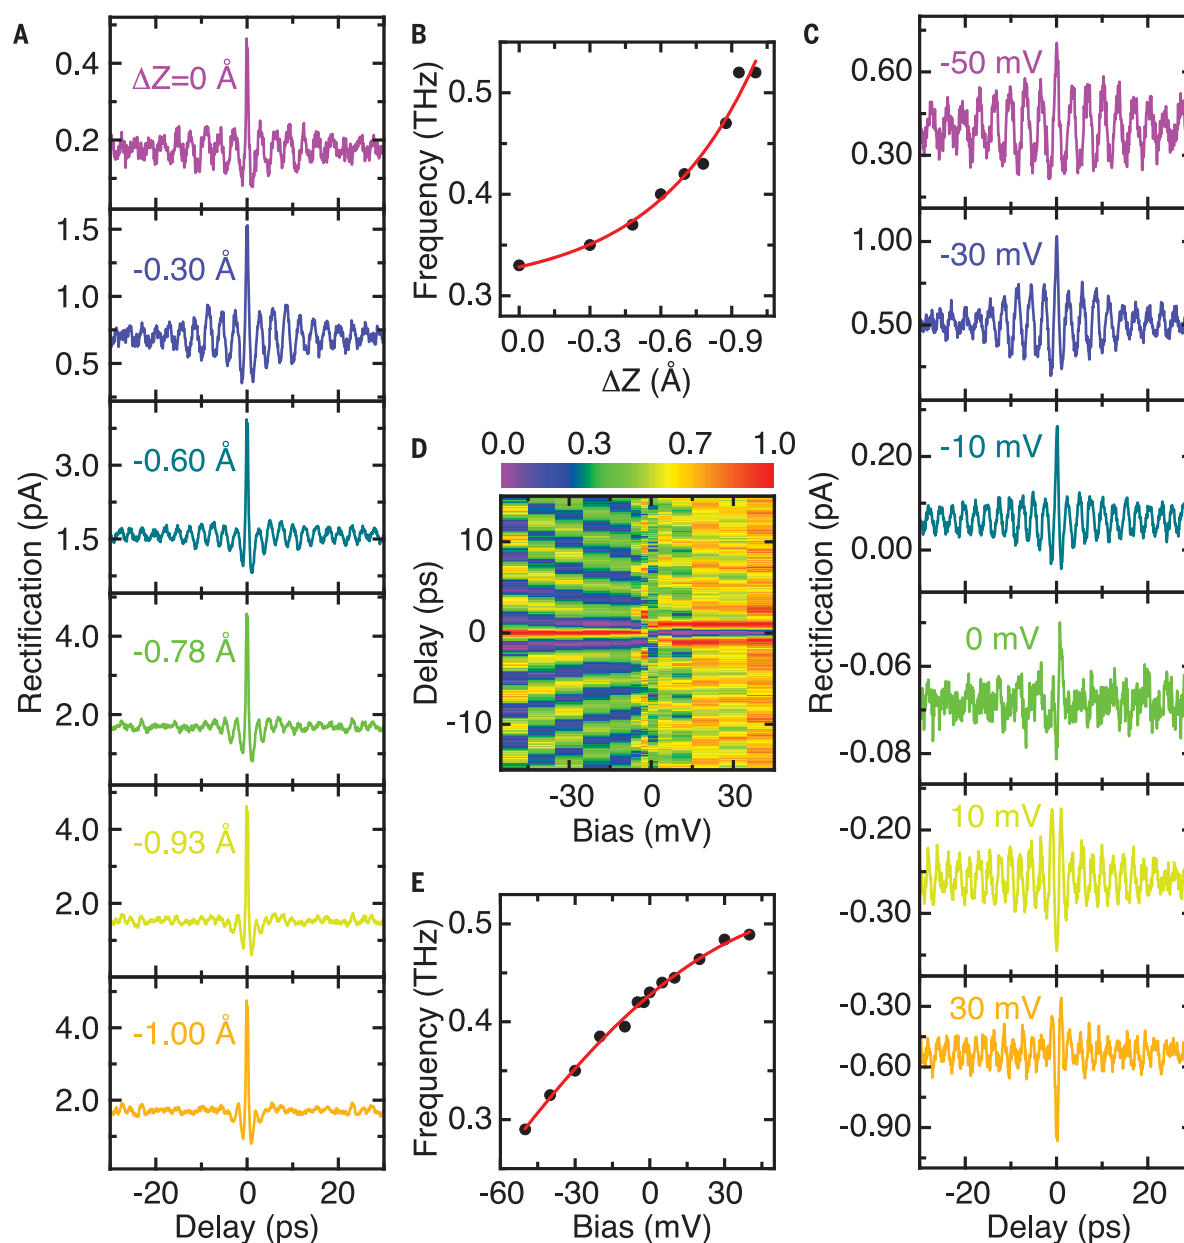 A
Rectification (pA)
ΔZ=0 Å
0.4
0.2
-0.30 Å
1.5
1.0
0.5
-0.60 Å
3.0
1.5
-0.78 Å
4.0
2.0
-0.93 Å
4.0
2.0
-1.00 Å
4.0
2.0
-20 0 20
Delay (ps)
B
Frequency (THz)
0.5
0.4
0.3
0.0 -0.3 -0.6 -0.9
ΔZ (Å)
D
0.0 0.3 0.7 1.0
Delay (ps)
10
0
-10
-30 0 30
Bias (mV)
E
Frequency (THz)
0.5
0.4
0.3
-60 -30 0 30
Bias (mV)
C
Rectification (pA)
-50 mV
0.60
0.30
-30 mV
1.00
0.50
-10 mV
0.20
0.00
0 mV
-0.06
-0.08
10 mV
-0.20
-0.30
30 mV
-0.30
-0.60
-0.90
-20 0 20
Delay (ps)